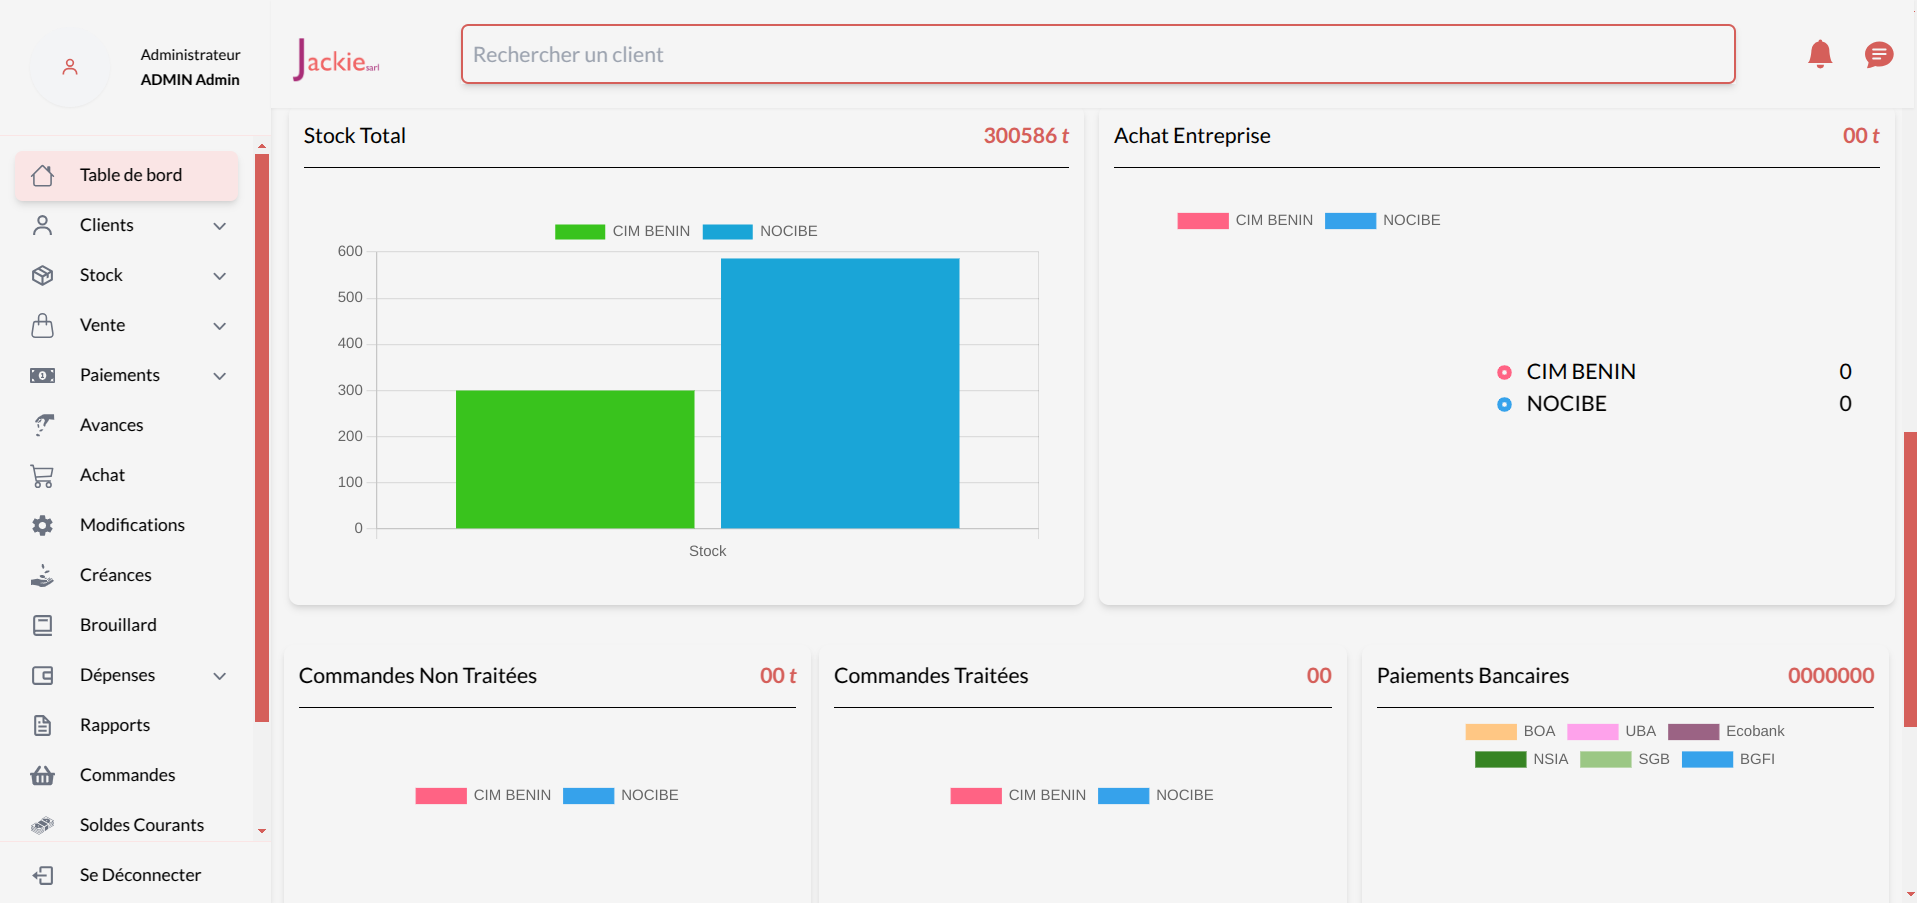 Administrateur
ADMIN Admin
Jackie sarl
Rechercher un client
Table de bord
Clients
Stock
Vente
Paiements
Avances
Achat
Modifications
Créances
Brouillard
Dépenses
Rapports
Commandes
Soldes Courants
Se Déconnecter
Stock Total 300586 t
CIM BENIN NOCIBE
600
500
400
300
200
100
0
Stock
Achat Entreprise 00 t
CIM BENIN NOCIBE
CIM BENIN 0
NOCIBE 0
Commandes Non Traitées 00 t
CIM BENIN NOCIBE
Commandes Traitées 00
CIM BENIN NOCIBE
Paiements Bancaires 0000000
BOA UBA Ecobank
NSIA SGB BGFI